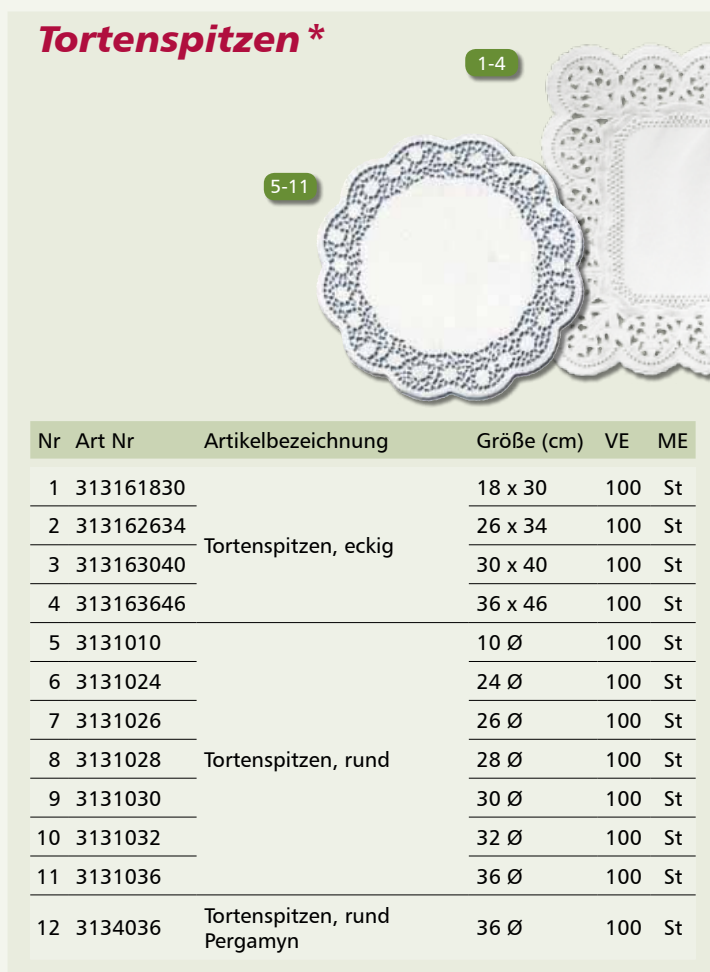 Tortenspitzen*
1-4
5-11
Nr Art Nr Artikelbezeichnung Größe (cm) VE ME
1 313161830 18 x 30 100 St
2 313162634 26 x 34 100 St
Tortenspitzen, eckig
3 313163040 30 x 40 100 St
4 313163646 36 x 46 100 St
5 3131010 10 Ø 100 St
6 3131024 24 Ø 100 St
7 3131026 26 Ø 100 St
8 3131028 Tortenspitzen, rund 28 Ø 100 St
9 3131030 30 Ø 100 St
10 3131032 32 Ø 100 St
11 3131036 36 Ø 100 St
12 3134036 Tortenspitzen, rund 36 Ø 100 St
Pergamyn